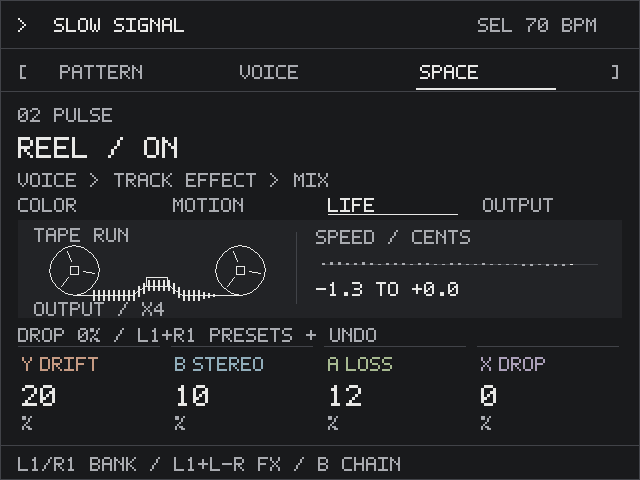 > SLOW SIGNAL SEL 70 BPM
[ PATTERN VOICE SPACE ]
02 PULSE
REEL / ON
VOICE > TRACK EFFECT > MIX
COLOR MOTION LIFE OUTPUT
TAPE RUN SPEED / CENTS
-1.3 TO +0.0
OUTPUT / X4
DROP 0% / L1+R1 PRESETS + UNDO
Y DRIFT B STEREO A LOSS X DROP
20 10 12 0
% % % %
L1/R1 BANK / L1+L-R FX / B CHAIN